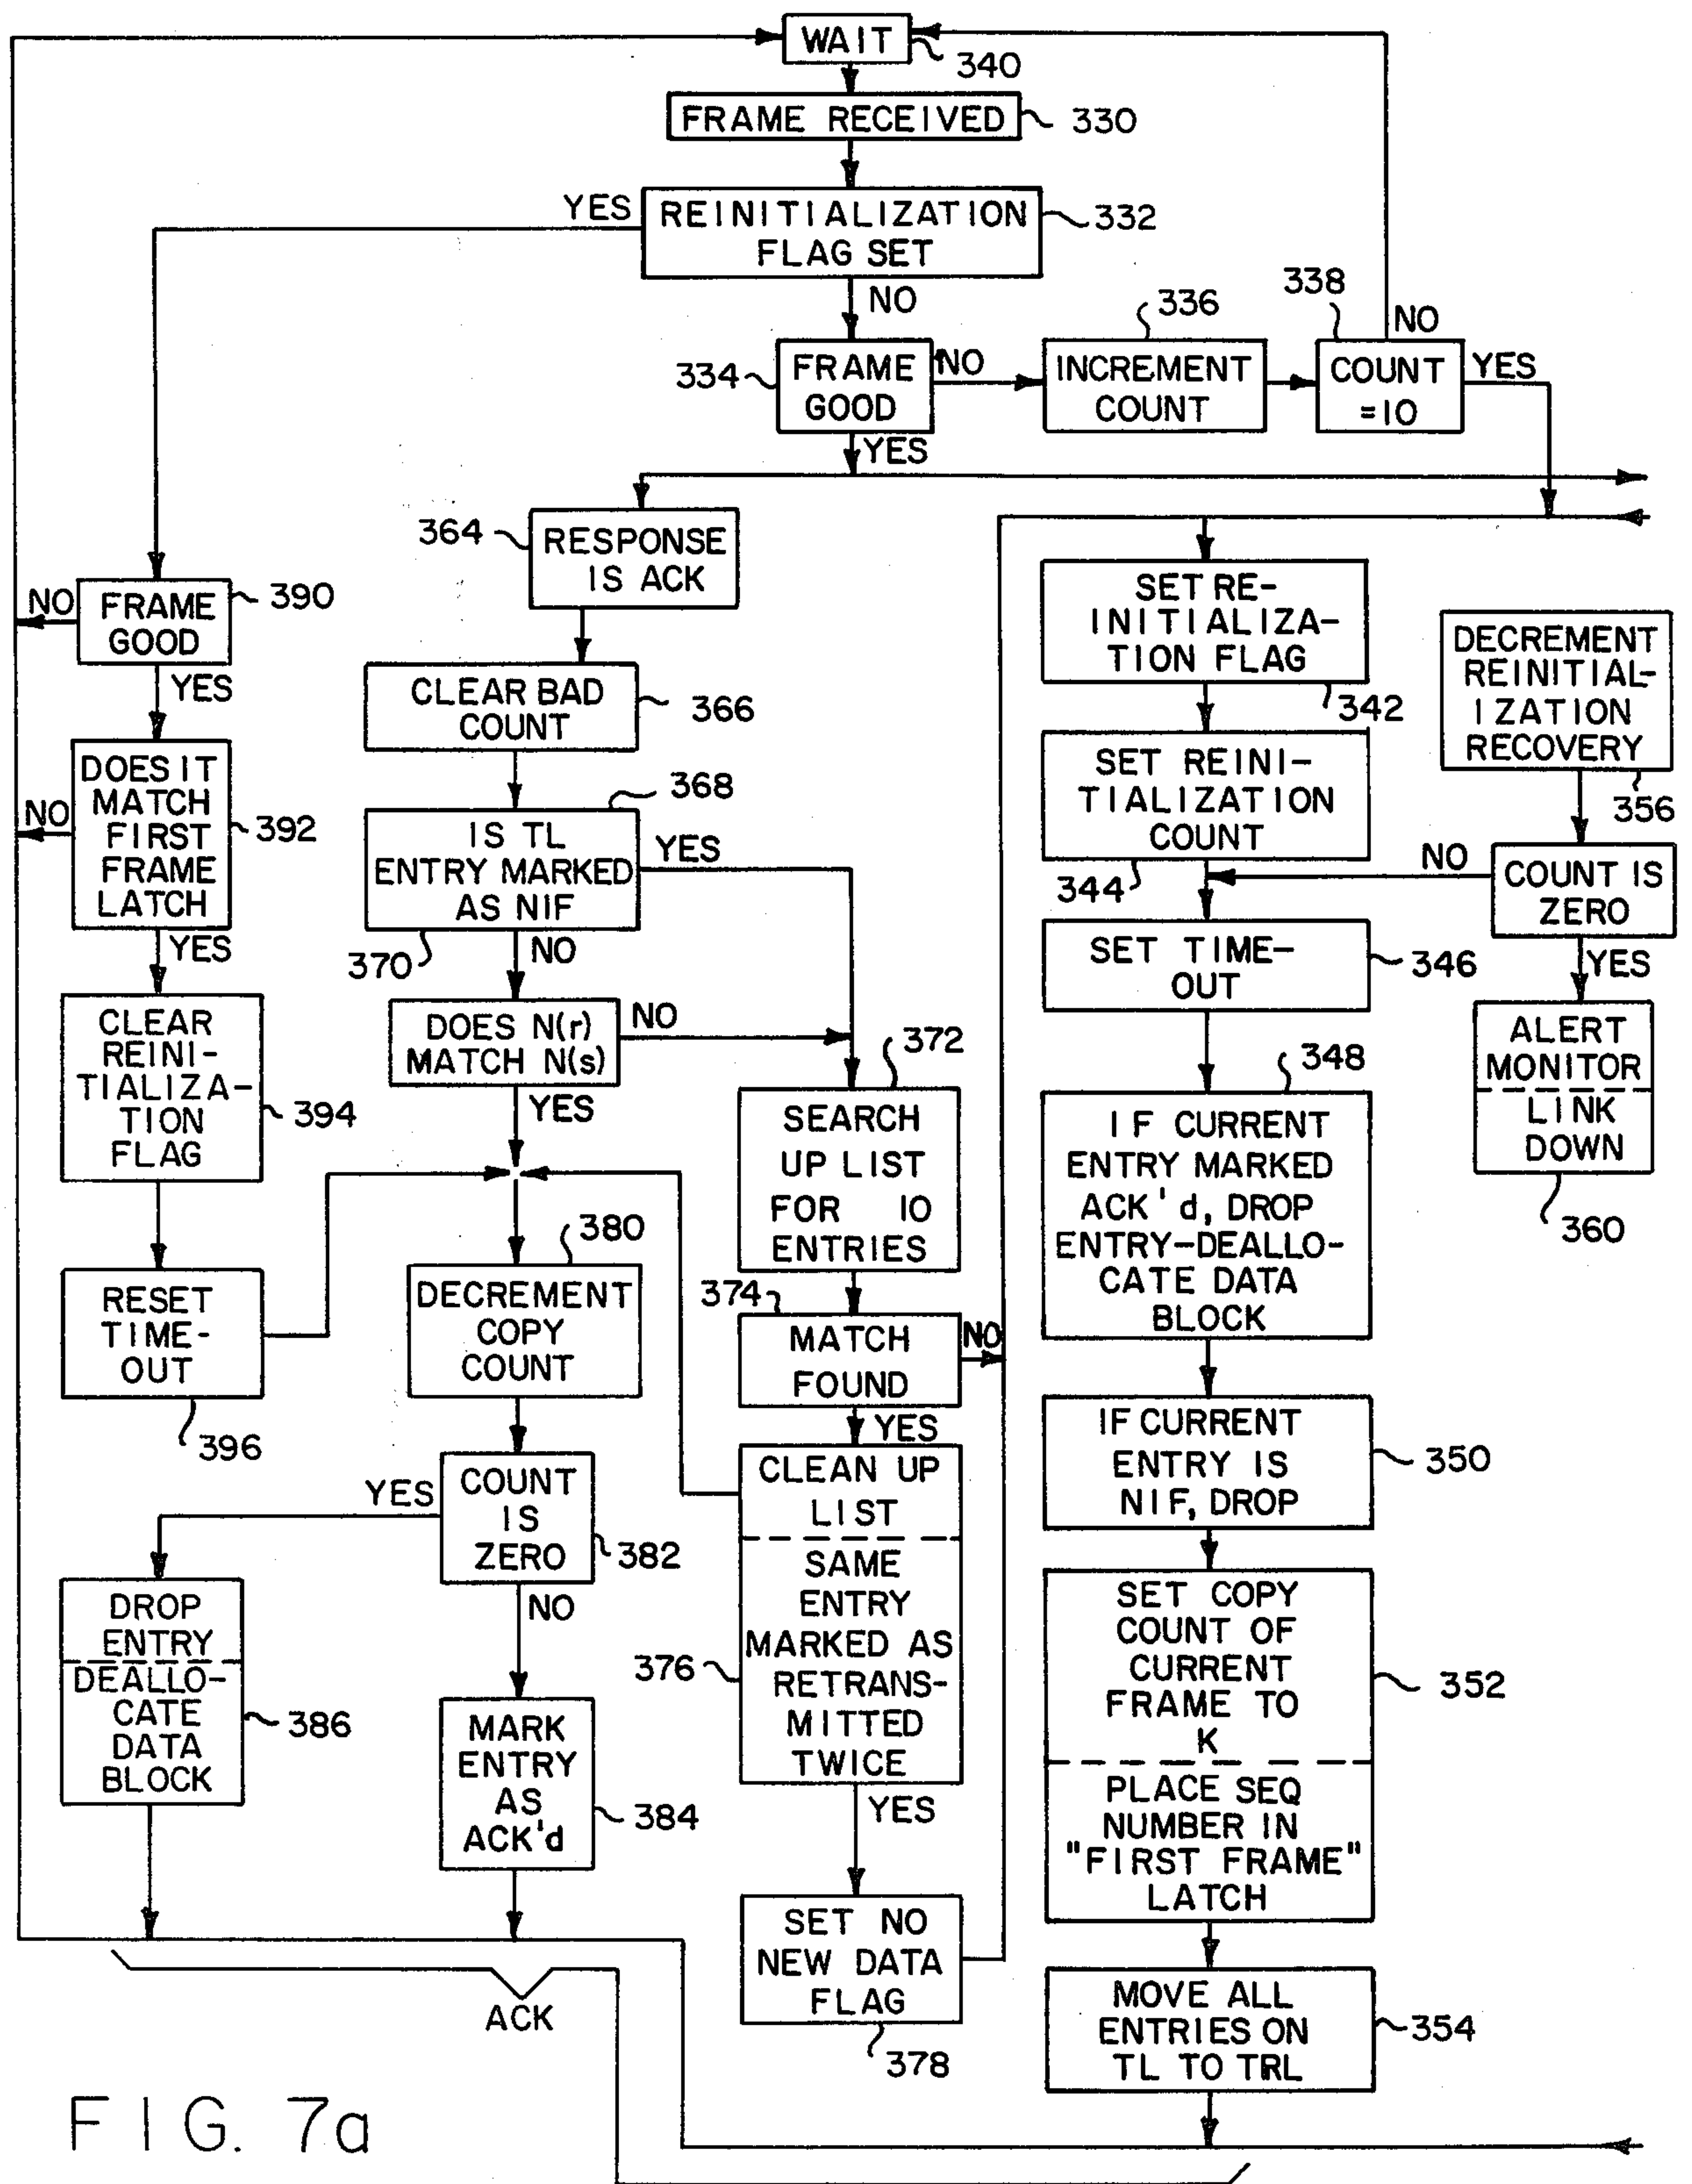 WAIT
340
FRAME RECEIVED
330
YES
REINITIALIZATION
FLAG SET
332
NO
334
FRAME
GOOD
NO
336
INCREMENT
COUNT
338
COUNT
=10
NO
YES
YES
364
RESPONSE
IS ACK
NO
FRAME
GOOD
390
YES
CLEAR BAD
COUNT
366
SET RE-
INITIALIZA-
TION FLAG
342
DECREMENT
REINITIAL-
IZATION
RECOVERY
356
NO
DOES IT
MATCH
FIRST
FRAME
LATCH
392
YES
368
IS TL
ENTRY MARKED
AS NIF
YES
370
NO
SET REINI-
TIALIZATION
COUNT
344
NO
COUNT IS
ZERO
YES
SET TIME-
OUT
346
CLEAR
REINI-
TIALIZA-
TION
FLAG
394
DOES N(r)
MATCH N(s)
NO
YES
372
SEARCH
UP LIST
FOR 10
ENTRIES
348
IF CURRENT
ENTRY MARKED
ACK'd, DROP
ENTRY-DEALLO-
CATE DATA
BLOCK
ALERT
MONITOR
LINK
DOWN
360
RESET
TIME-
OUT
396
380
DECREMENT
COPY
COUNT
374
MATCH
FOUND
NO
YES
IF CURRENT
ENTRY IS
NIF, DROP
350
YES
COUNT
IS
ZERO
382
NO
CLEAN UP
LIST
SAME
ENTRY
MARKED AS
RETRANS-
MITTED
TWICE
376
YES
SET COPY
COUNT OF
CURRENT
FRAME TO
K
PLACE SEQ
NUMBER IN
"FIRST FRAME"
LATCH
352
DROP
ENTRY
DEALLO-
CATE
DATA
BLOCK
386
MARK
ENTRY
AS
ACK'd
384
SET NO
NEW DATA
FLAG
378
MOVE ALL
ENTRIES ON
TL TO TRL
354
ACK
FIG. 7a